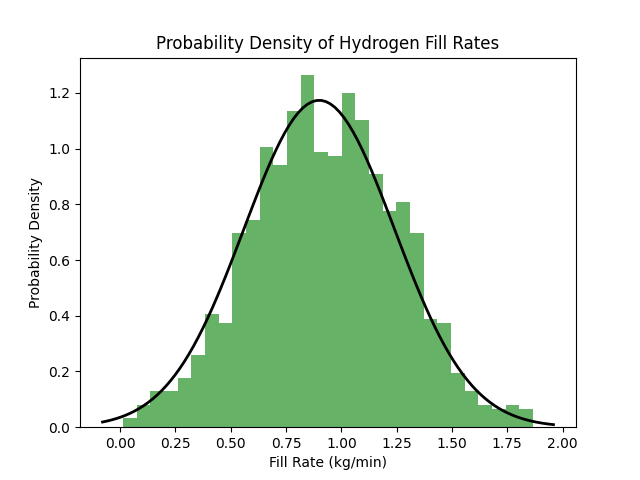 Probability Density of Hydrogen Fill Rates
1.2
1.0
0.8
0.6
0.4
0.2
0.0
Probability Density
0.00 0.25 0.50 0.75 1.00 1.25 1.50 1.75 2.00
Fill Rate (kg/min)